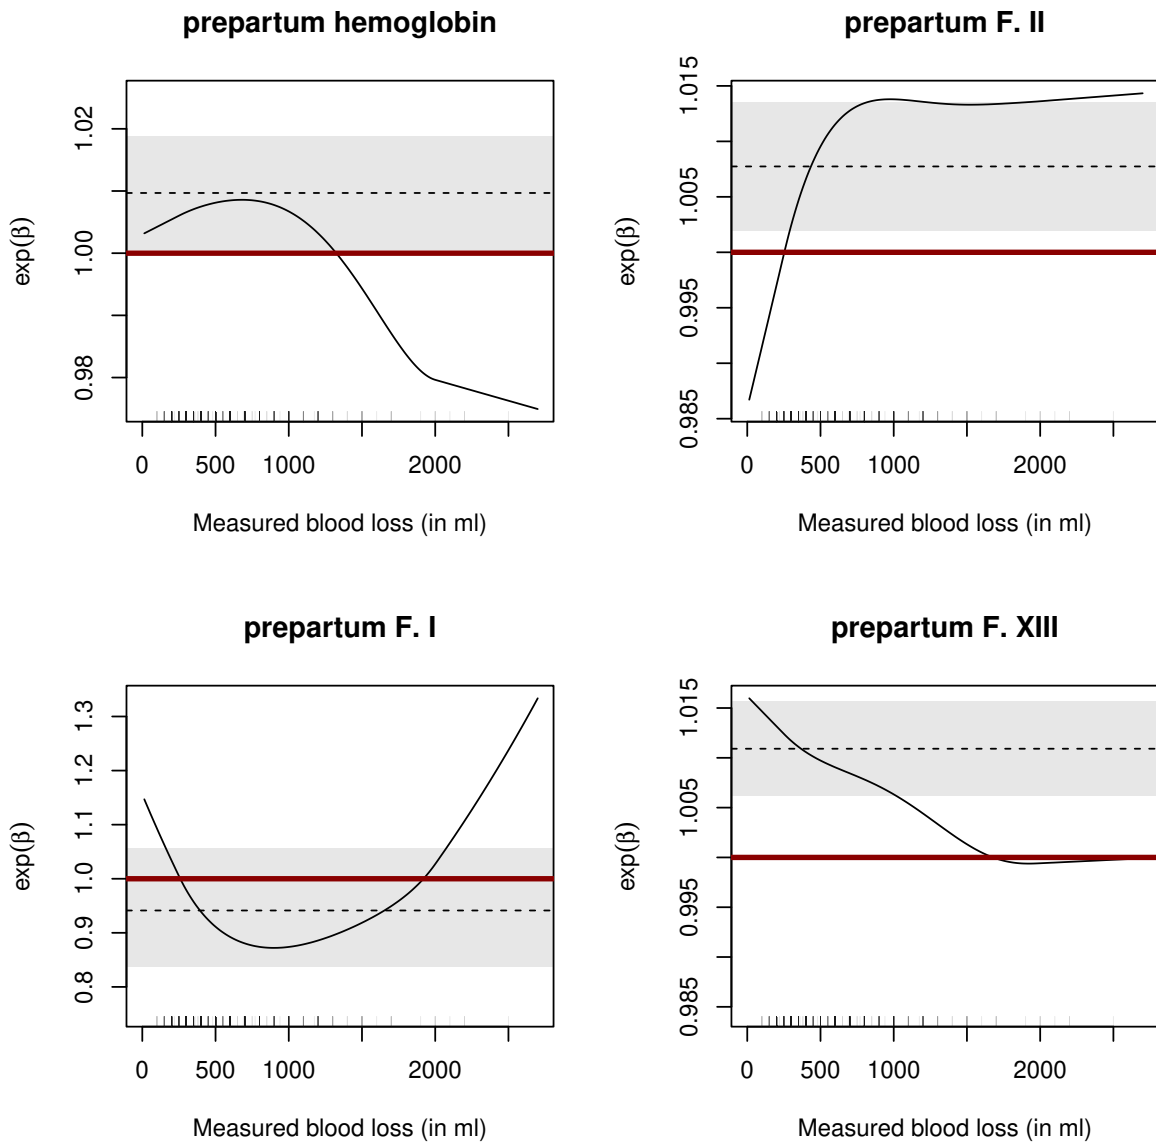 prepartum hemoglobin
exp(β)
1.02
1.00
0.98
0
500
1000
2000
Measured blood loss (in ml)
prepartum F. II
exp(β)
1.015
1.005
0.995
0.985
0
500
1000
2000
Measured blood loss (in ml)
prepartum F. I
exp(β)
1.3
1.2
1.1
1.0
0.9
0.8
0
500
1000
2000
Measured blood loss (in ml)
prepartum F. XIII
exp(β)
1.015
1.005
0.995
0.985
0
500
1000
2000
Measured blood loss (in ml)